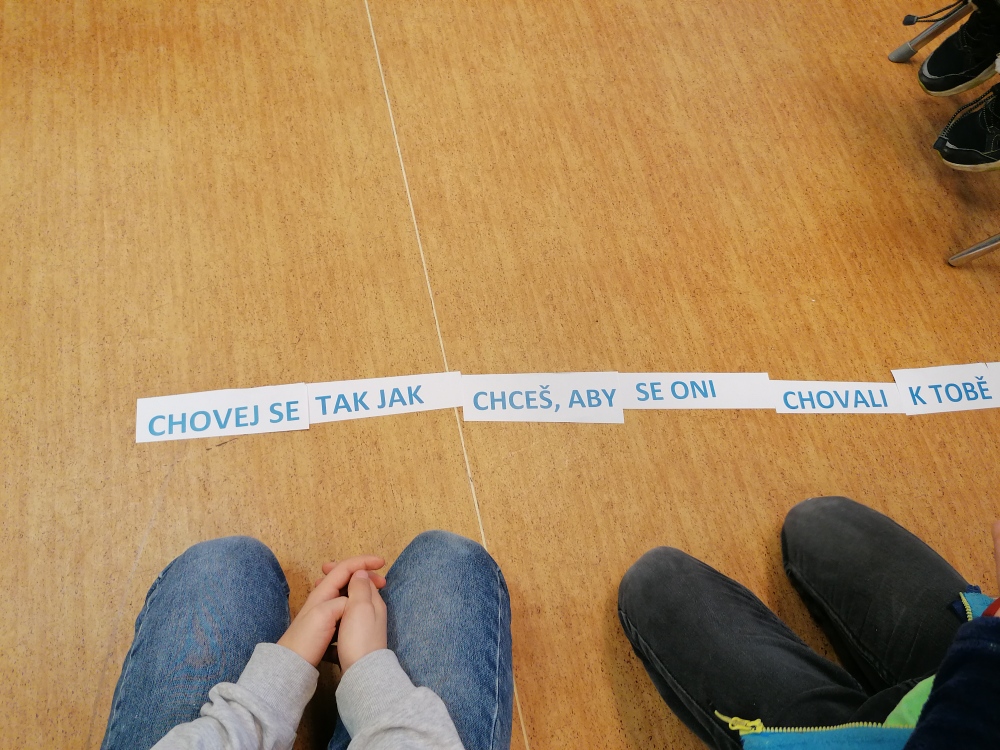 CHOVEJ SE TAK JAK CHCEŠ, ABY SE ONI CHOVALI K TOBĚ